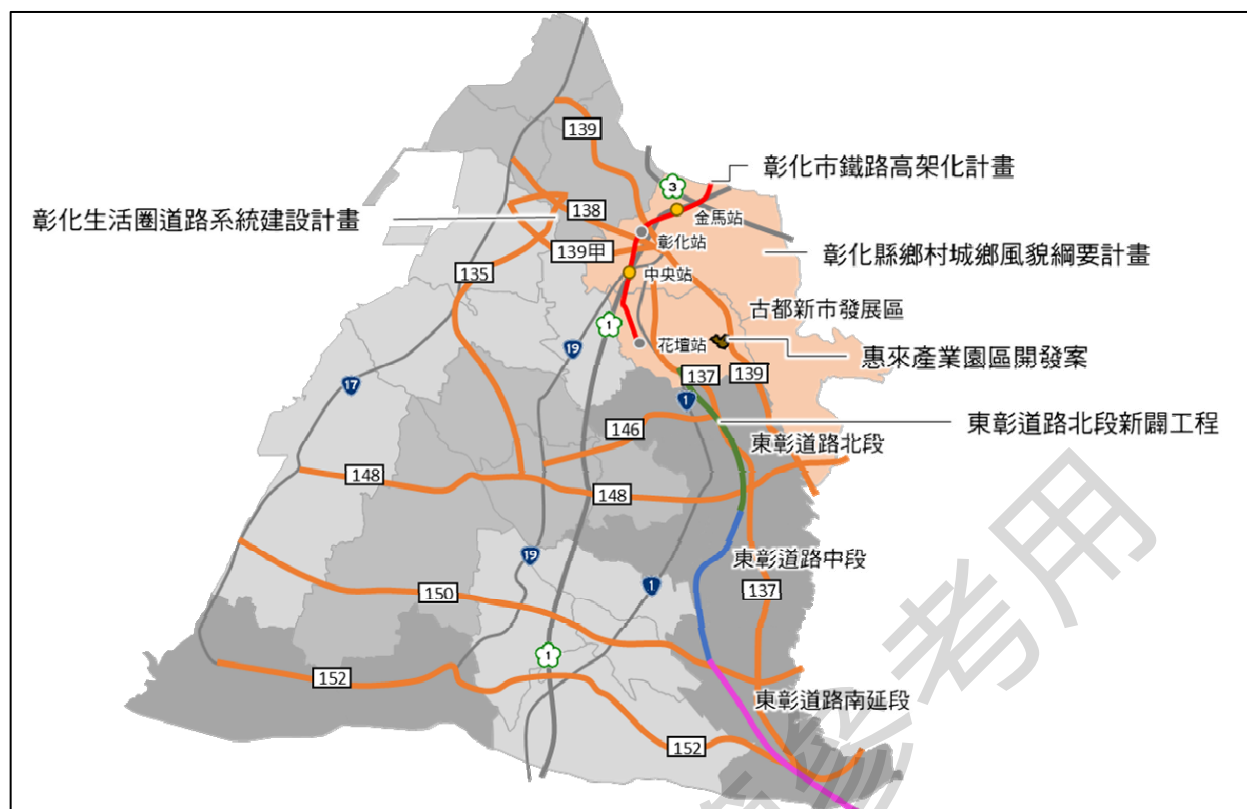 139
彰化市鐵路高架化計畫
3
金馬站
彰化生活圈道路系統建設計畫
138
彰化站
139甲
彰化縣鄉村城鄉風貌綱要計畫
135
中央站
古都新市發展區
1
花壇站
惠來產業園區開發案
19
137
139
17
1
東彰道路北段新闢工程
146
東彰道路北段
148
148
19
東彰道路中段
1
137
150
1
152
東彰道路南延段
152
參考用